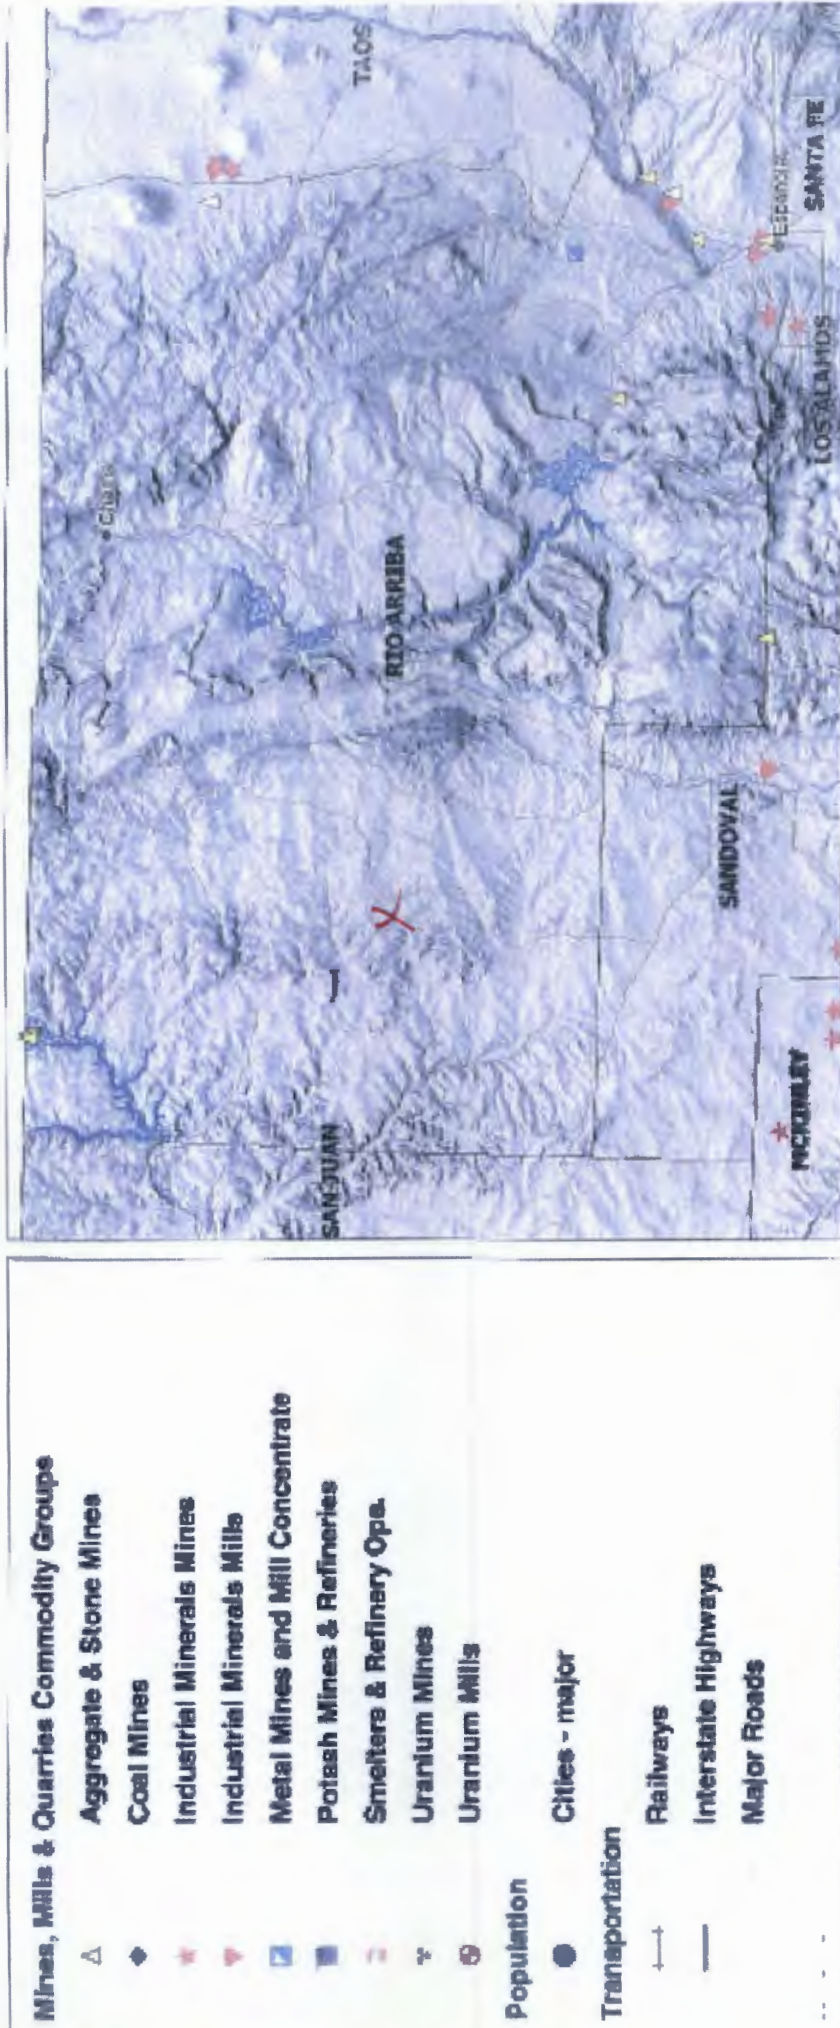 Mines, Mills & Quarries Commodity Groups
Aggregate & Stone Mines
Coal Mines
Industrial Minerals Mines
Industrial Minerals Mills
Metal Mines and Mill Concentrate
Potash Mines & Refineries
Smelters & Refinery Ops.
Uranium Mines
Uranium Mills
Population
Cities - major
Transportation
Railways
Interstate Highways
Major Roads
TAOS
Chama
RIO ARRIBA
SAN JUAN
Espanola
SANTA FE
LOS ALAMOS
SANDOVAL
MCKINLEY